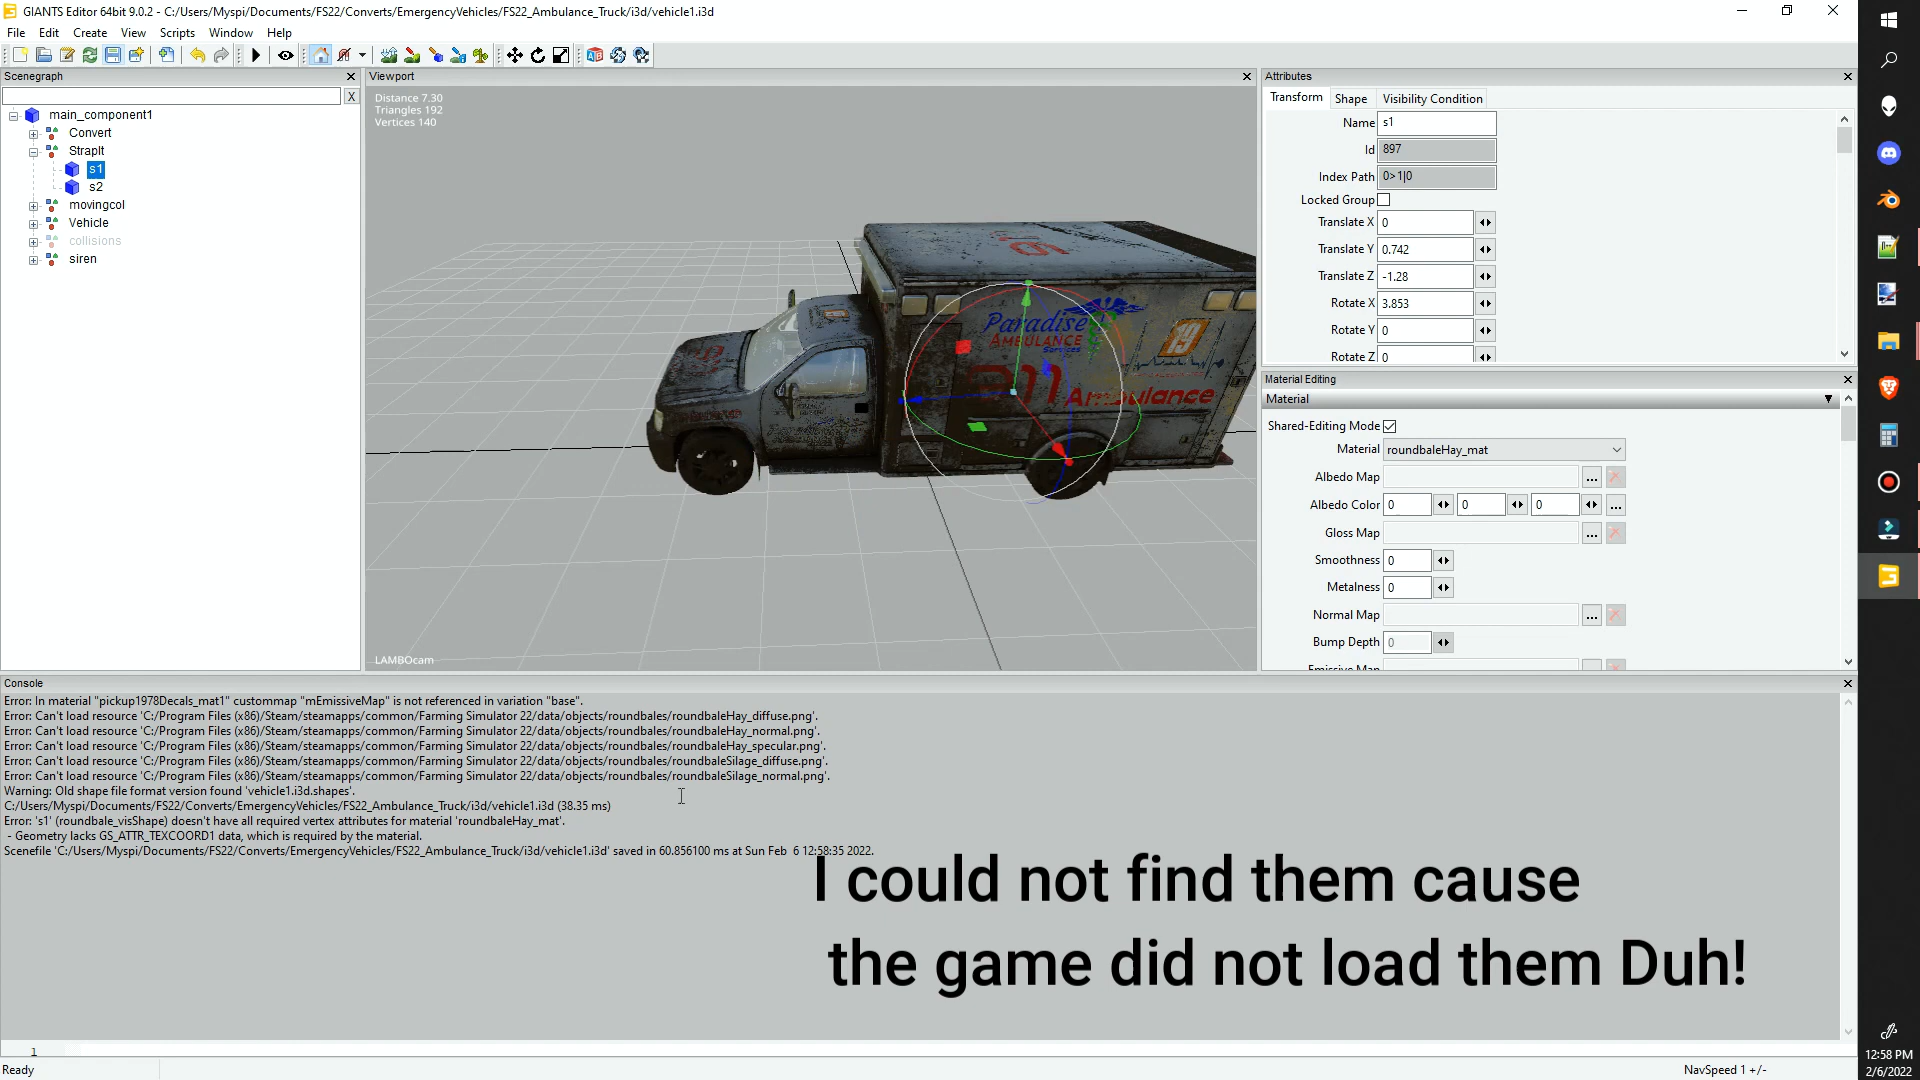 GIANTS Editor 64bit 9.0.2 - C:/Users/Myspi/Documents/FS22/Converts/EmergencyVehicles/FS22_Ambulance_Truck/i3d/vehicle1.i3d
File Edit Create View Scripts Window Help
Scenegraph
X
main_component1
Convert
StrapIt
s1
s2
movingcol
Vehicle
collisions
siren
Viewport
Distance 7.30
Triangles 192
Vertices 140
Paradise
AMBULANCE
Services
911 Ambulance
19
LAMBOcam
Attributes
Transform Shape Visibility Condition
Name s1
Id 897
Index Path 0>1|0
Locked Group
Translate X 0
Translate Y 0.742
Translate Z -1.28
Rotate X 3.853
Rotate Y 0
Rotate Z 0
Material Editing
Material
Shared-Editing Mode
Material roundbaleHay_mat
Albedo Map ...
Albedo Color 0 0 0 ...
Gloss Map ...
Smoothness 0
Metalness 0
Normal Map ...
Bump Depth 0
Emissive Map
Console
Error: In material "pickup1978Decals_mat1" custommap "mEmissiveMap" is not referenced in variation "base".
Error: Can't load resource 'C:/Program Files (x86)/Steam/steamapps/common/Farming Simulator 22/data/objects/roundbales/roundbaleHay_diffuse.png'.
Error: Can't load resource 'C:/Program Files (x86)/Steam/steamapps/common/Farming Simulator 22/data/objects/roundbales/roundbaleHay_normal.png'.
Error: Can't load resource 'C:/Program Files (x86)/Steam/steamapps/common/Farming Simulator 22/data/objects/roundbales/roundbaleHay_specular.png'.
Error: Can't load resource 'C:/Program Files (x86)/Steam/steamapps/common/Farming Simulator 22/data/objects/roundbales/roundbaleSilage_diffuse.png'.
Error: Can't load resource 'C:/Program Files (x86)/Steam/steamapps/common/Farming Simulator 22/data/objects/roundbales/roundbaleSilage_normal.png'.
Warning: Old shape file format version found 'vehicle1.i3d.shapes'.
C:/Users/Myspi/Documents/FS22/Converts/EmergencyVehicles/FS22_Ambulance_Truck/i3d/vehicle1.i3d (38.35 ms)
Error: 's1' (roundbale_visShape) doesn't have all required vertex attributes for material 'roundbaleHay_mat'.
- Geometry lacks GS_ATTR_TEXCOORD1 data, which is required by the material.
Scenefile 'C:/Users/Myspi/Documents/FS22/Converts/EmergencyVehicles/FS22_Ambulance_Truck/i3d/vehicle1.i3d' saved in 60.856100 ms at Sun Feb 6 12:58:35 2022.
I could not find them cause
the game did not load them Duh!
1
Ready
NavSpeed 1 +/-
12:58 PM
2/6/2022